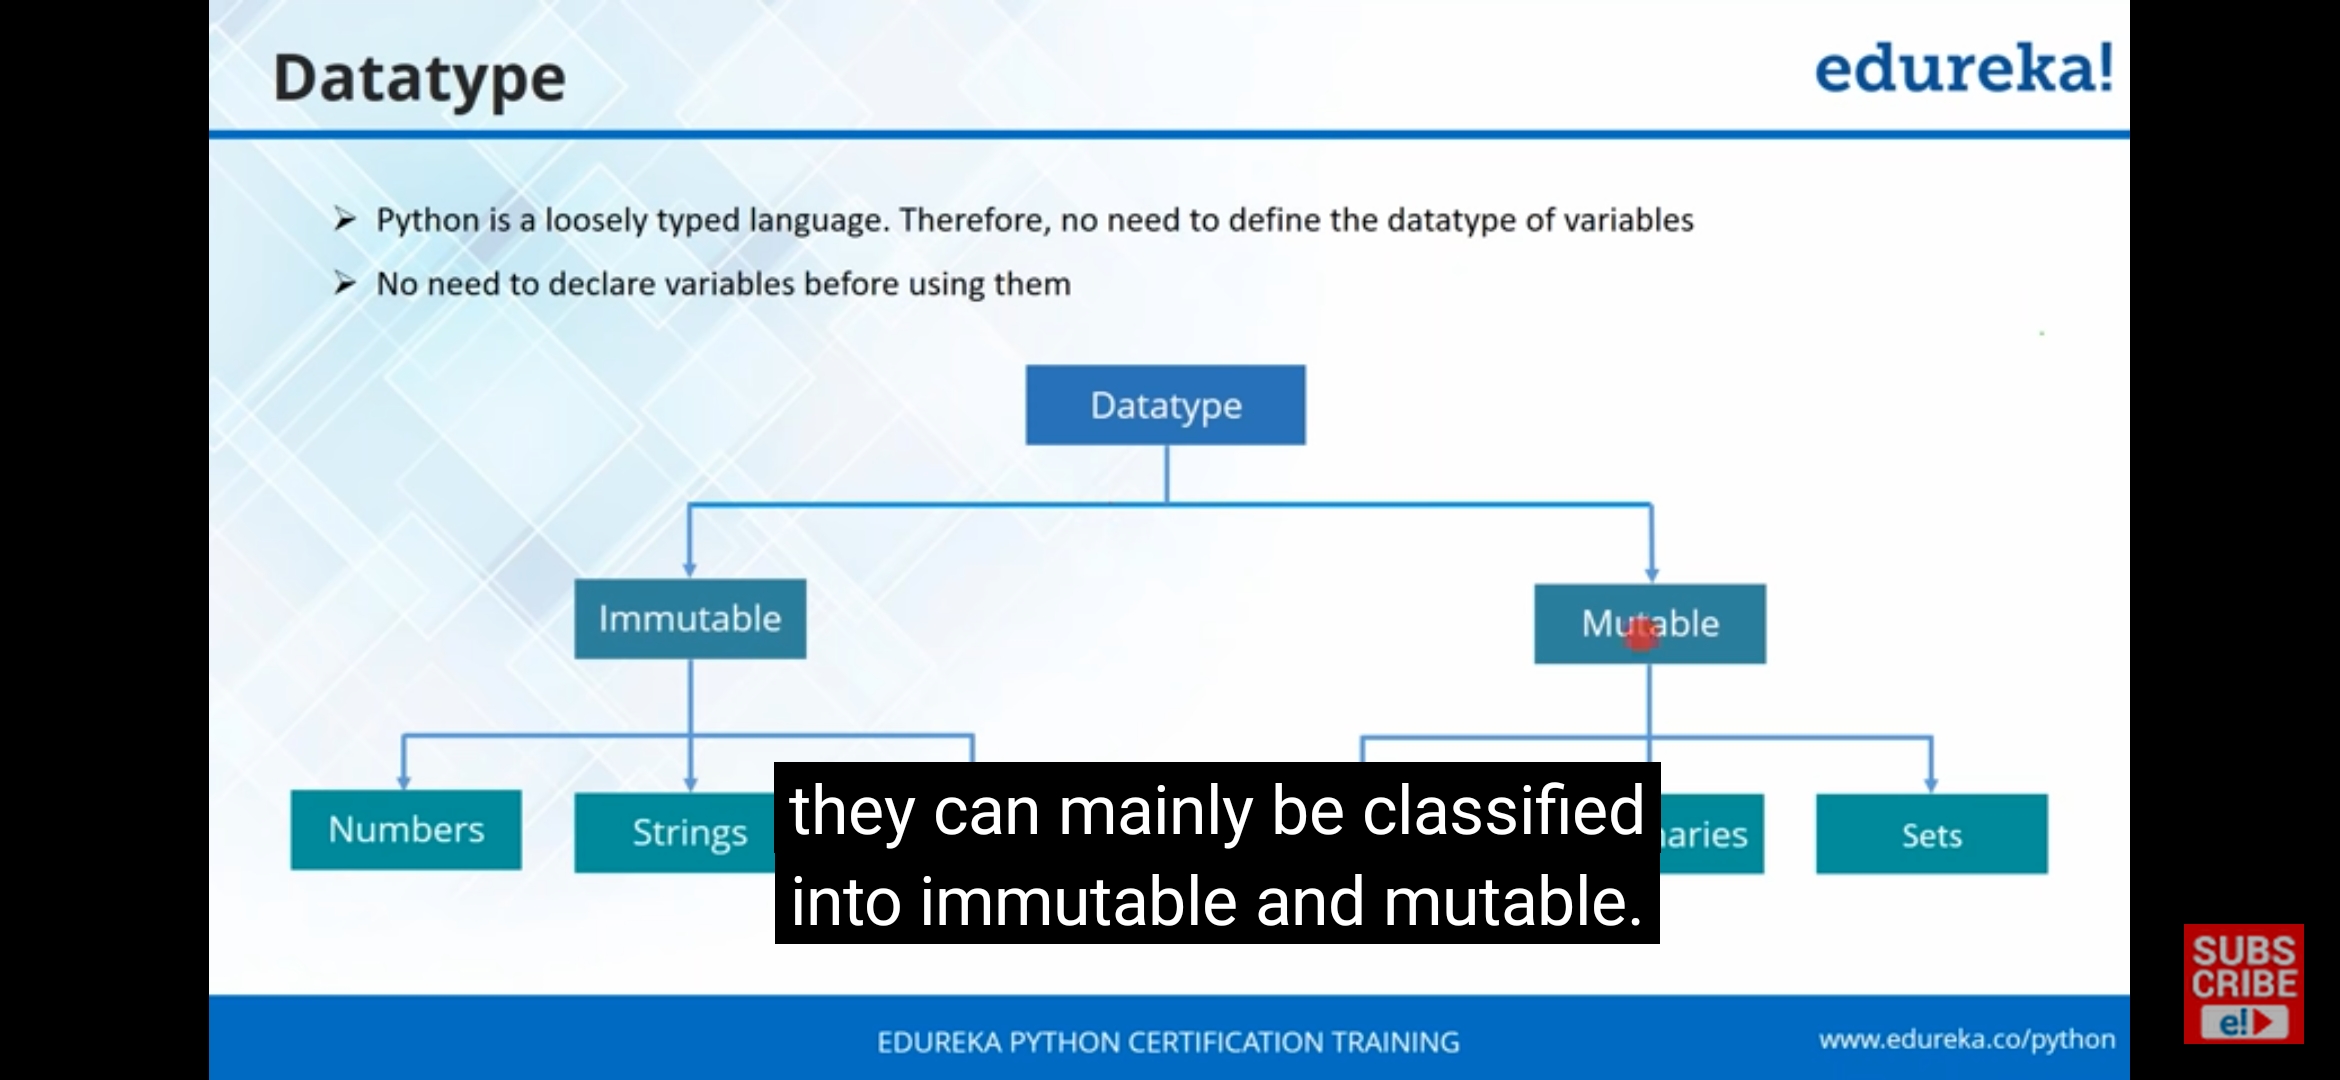 Datatype
edureka!
Python is a loosely typed language. Therefore, no need to define the datatype of variables
No need to declare variables before using them
Datatype
Immutable
Mutable
Numbers
Strings
Sets
they can mainly be classified
into immutable and mutable.
SUBS
CRIBE
e!
EDUREKA PYTHON CERTIFICATION TRAINING
www.edureka.co/python